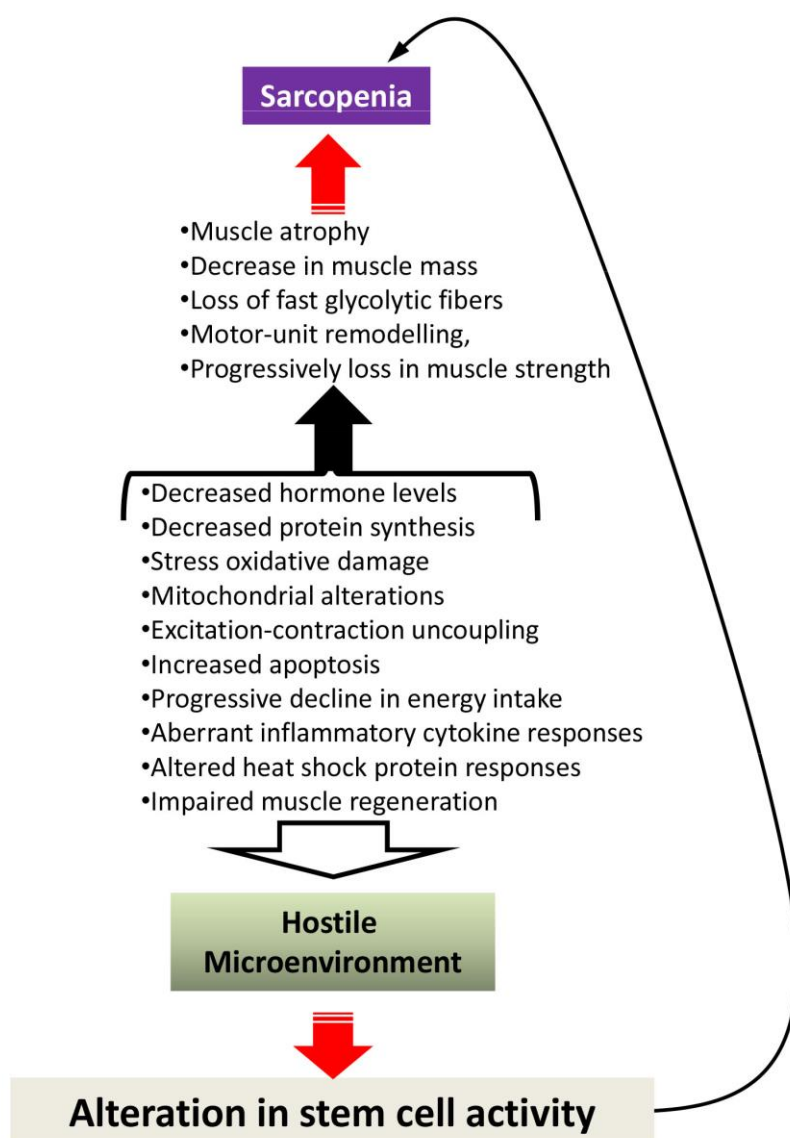 Sarcopenia
•Muscle atrophy
•Decrease in muscle mass
•Loss of fast glycolytic fibers
•Motor-unit remodelling,
•Progressively loss in muscle strength
•Decreased hormone levels
•Decreased protein synthesis
•Stress oxidative damage
•Mitochondrial alterations
•Excitation-contraction uncoupling
•Increased apoptosis
•Progressive decline in energy intake
•Aberrant inflammatory cytokine responses
•Altered heat shock protein responses
•Impaired muscle regeneration
Hostile
Microenvironment
Alteration in stem cell activity